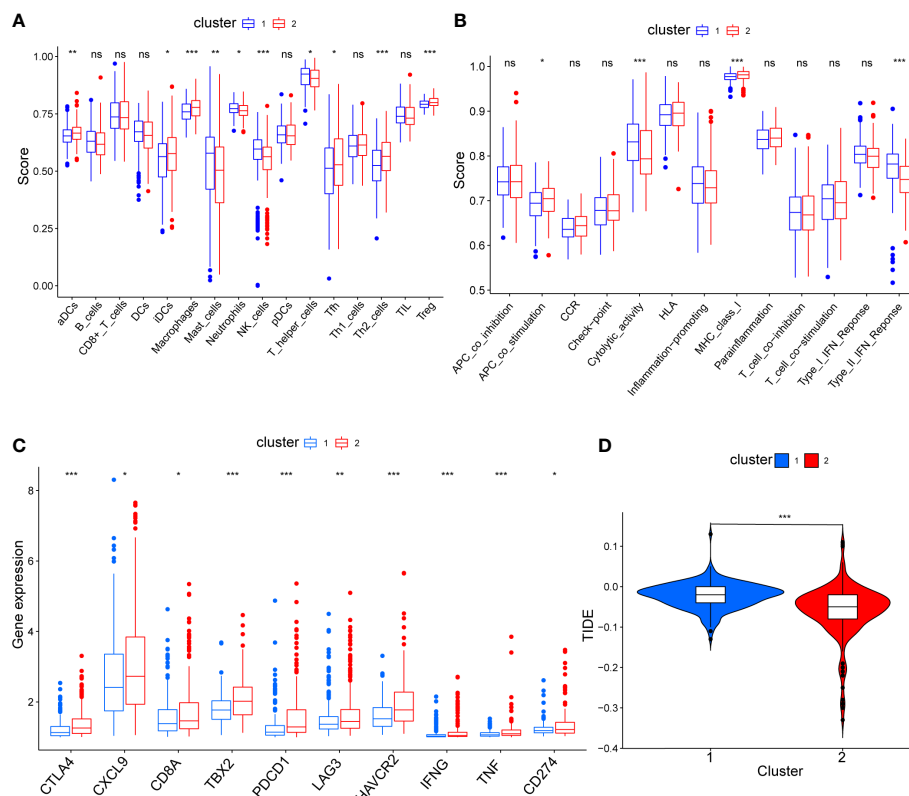 A
cluster 1 2
** ns ns ns * *** ** * *** ns * * ns *** ns ***
Score
1.00
0.75
0.50
0.25
0.00
aDCs
B_cells
CD8+_T_cells
DCs
iDCs
Macrophages
Mast_cells
Neutrophils
NK_cells
pDCs
T_helper_cells
Tfh
Th1_cells
Th2_cells
TIL
Treg
B
cluster 1 2
ns * ns ns *** ns ns *** ns ns ns ns ***
Score
1.0
0.9
0.8
0.7
0.6
0.5
APC_co_inhibition
APC_co_stimulation
CCR
Check-point
Cytolytic_activity
HLA
Inflammation-promoting
MHC_class_I
Parainflammation
T_cell_co-inhibition
T_cell_co-stimulation
Type_I_IFN_Reponse
Type_II_IFN_Reponse
C
cluster 1 2
*** * * *** *** ** *** *** *** *
Gene expression
8
6
4
2
CTLA4
CXCL9
CD8A
TBX2
PDCD1
LAG3
HAVCR2
IFNG
TNF
CD274
D
cluster 1 2
***
TIDE
0.1
0.0
-0.1
-0.2
-0.3
-0.4
1 2
Cluster